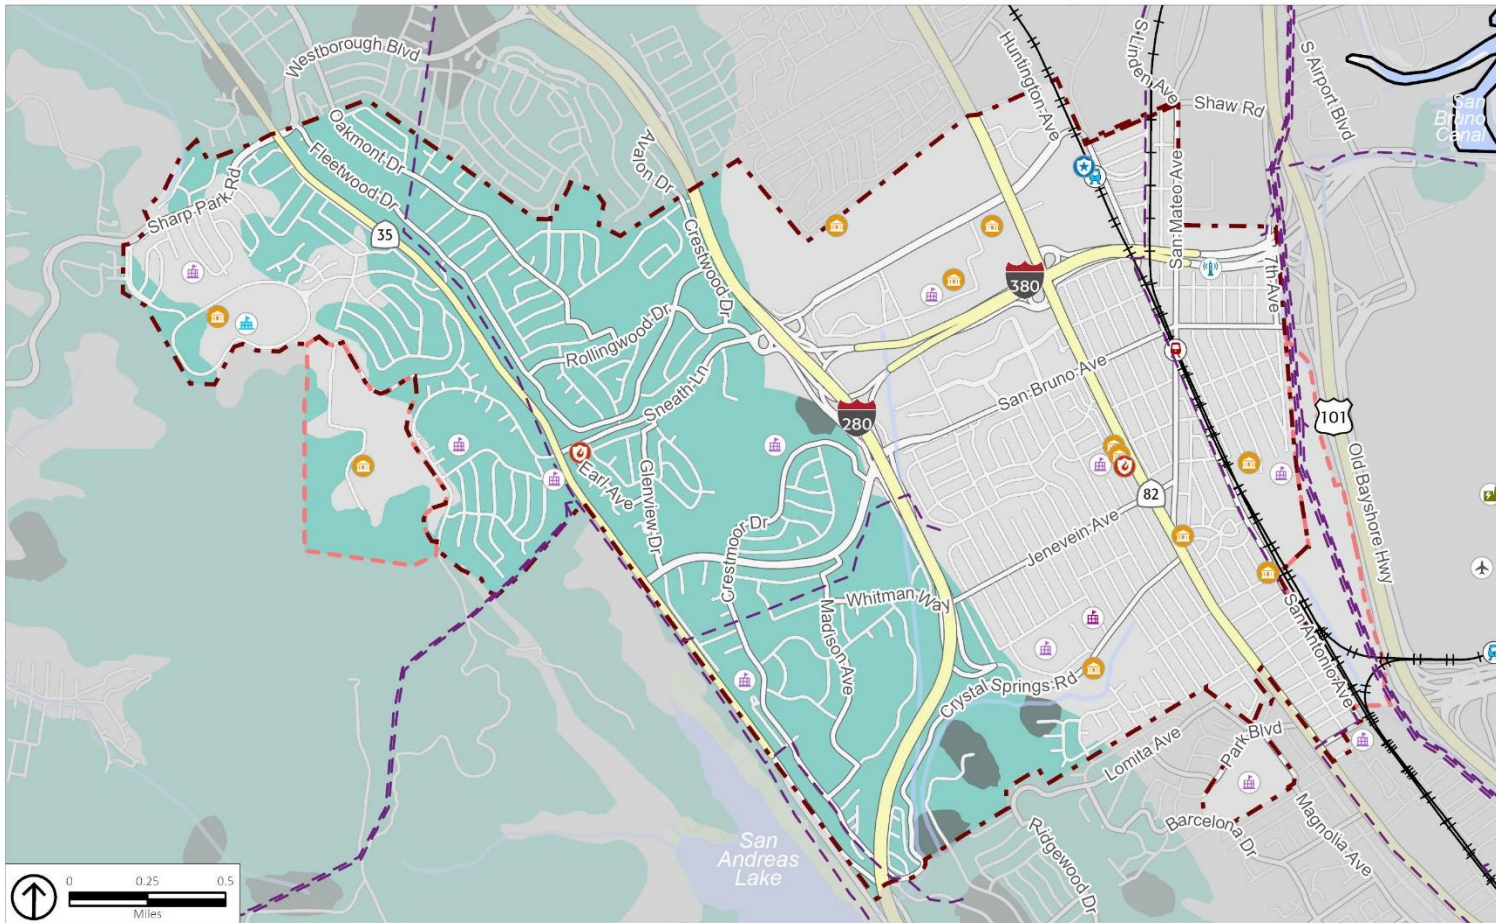 Westborough Blvd
Huntington Ave
S Linden Ave
Shaw Rd
S Airport Blvd
San
Bruno
Canal
Oakmont Dr
Fleetwood Dr
Avalon Dr
San Mateo Ave
Sharp Park Rd
35
Crestwood Dr
7th Ave
380
Rollingwood Dr
San Bruno Ave
Sneath Ln
280
101
Earl Ave
Glenview Dr
82
Old Bayshore Hwy
Crestmoor Dr
Jenevein Ave
Whitman Way
Madison Ave
San Antonio Ave
Crystal Springs Rd
Lomita Ave
Park Blvd
San
Andreas
Lake
Ridgewood Dr
Barcelona Dr
Magnolia Ave
0 0.25 0.5
Miles